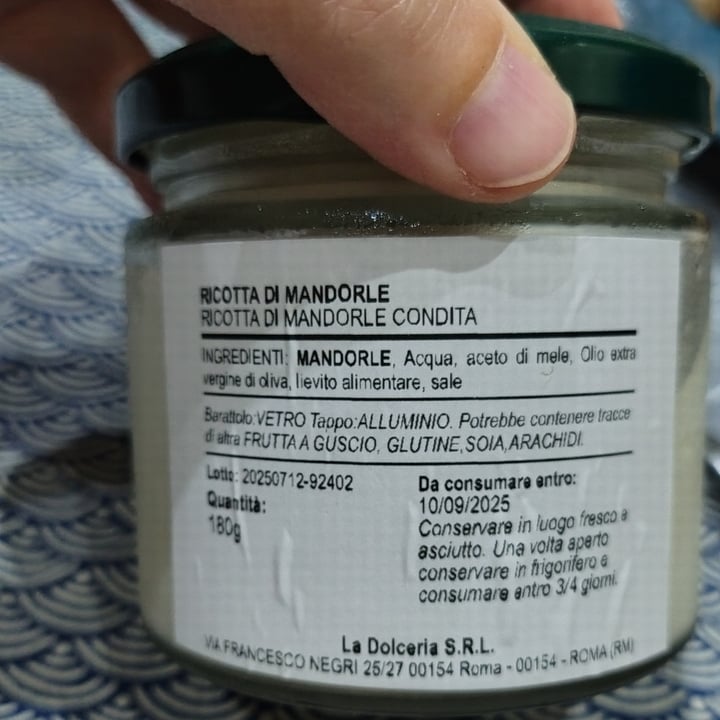 RICOTTA DI MANDORLE
RICOTTA DI MANDORLE CONDITA
INGREDIENTI: MANDORLE, Acqua, aceto di mele, Olio extra
vergine di oliva, lievito alimentare, sale
Barattolo:VETRO Tappo:ALLUMINIO. Potrebbe contenere tracce
di altra FRUTTA A GUSCIO, GLUTINE,SOIA,ARACHIDI.
Lotto: 20250712-92402
Quantità:
180g
Da consumare entro:
10/09/2025
Conservare in luogo fresco e
asciutto. Una volta aperto
conservare in frigorifero e
consumare entro 3/4 giorni.
La Dolceria S.R.L.
VIA FRANCESCO NEGRI 25/27 00154 Roma - 00154 - ROMA (RM)